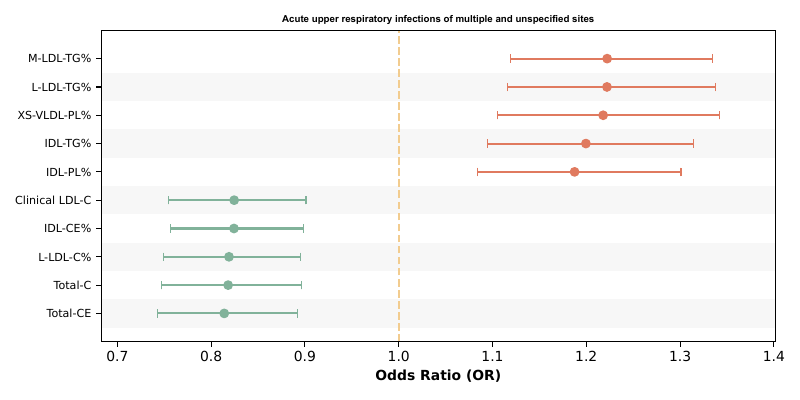 Acute upper respiratory infections of multiple and unspecified sites
M-LDL-TG%
L-LDL-TG%
XS-VLDL-PL%
IDL-TG%
IDL-PL%
Clinical LDL-C
IDL-CE%
L-LDL-C%
Total-C
Total-CE
0.7 0.8 0.9 1.0 1.1 1.2 1.3 1.4
Odds Ratio (OR)